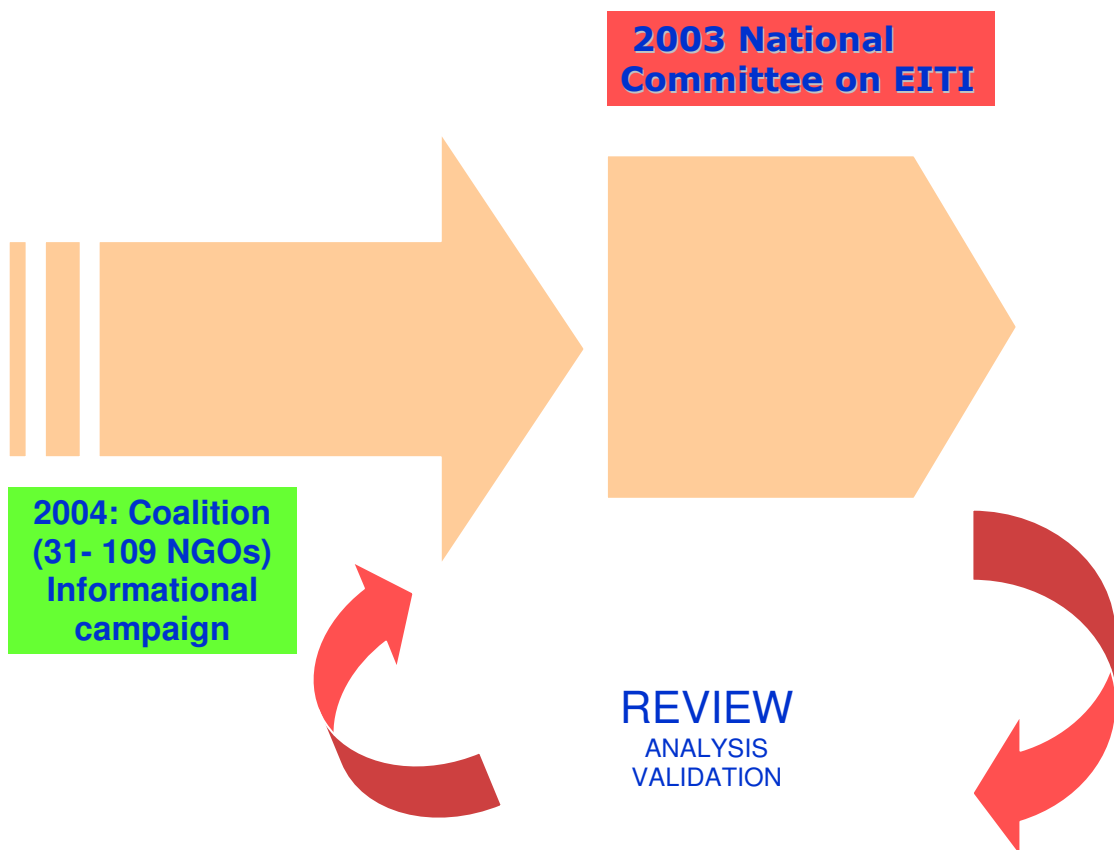 2003 National
Committee on EITI
2004: Coalition
(31- 109 NGOs)
Informational
campaign
REVIEW
ANALYSIS
VALIDATION